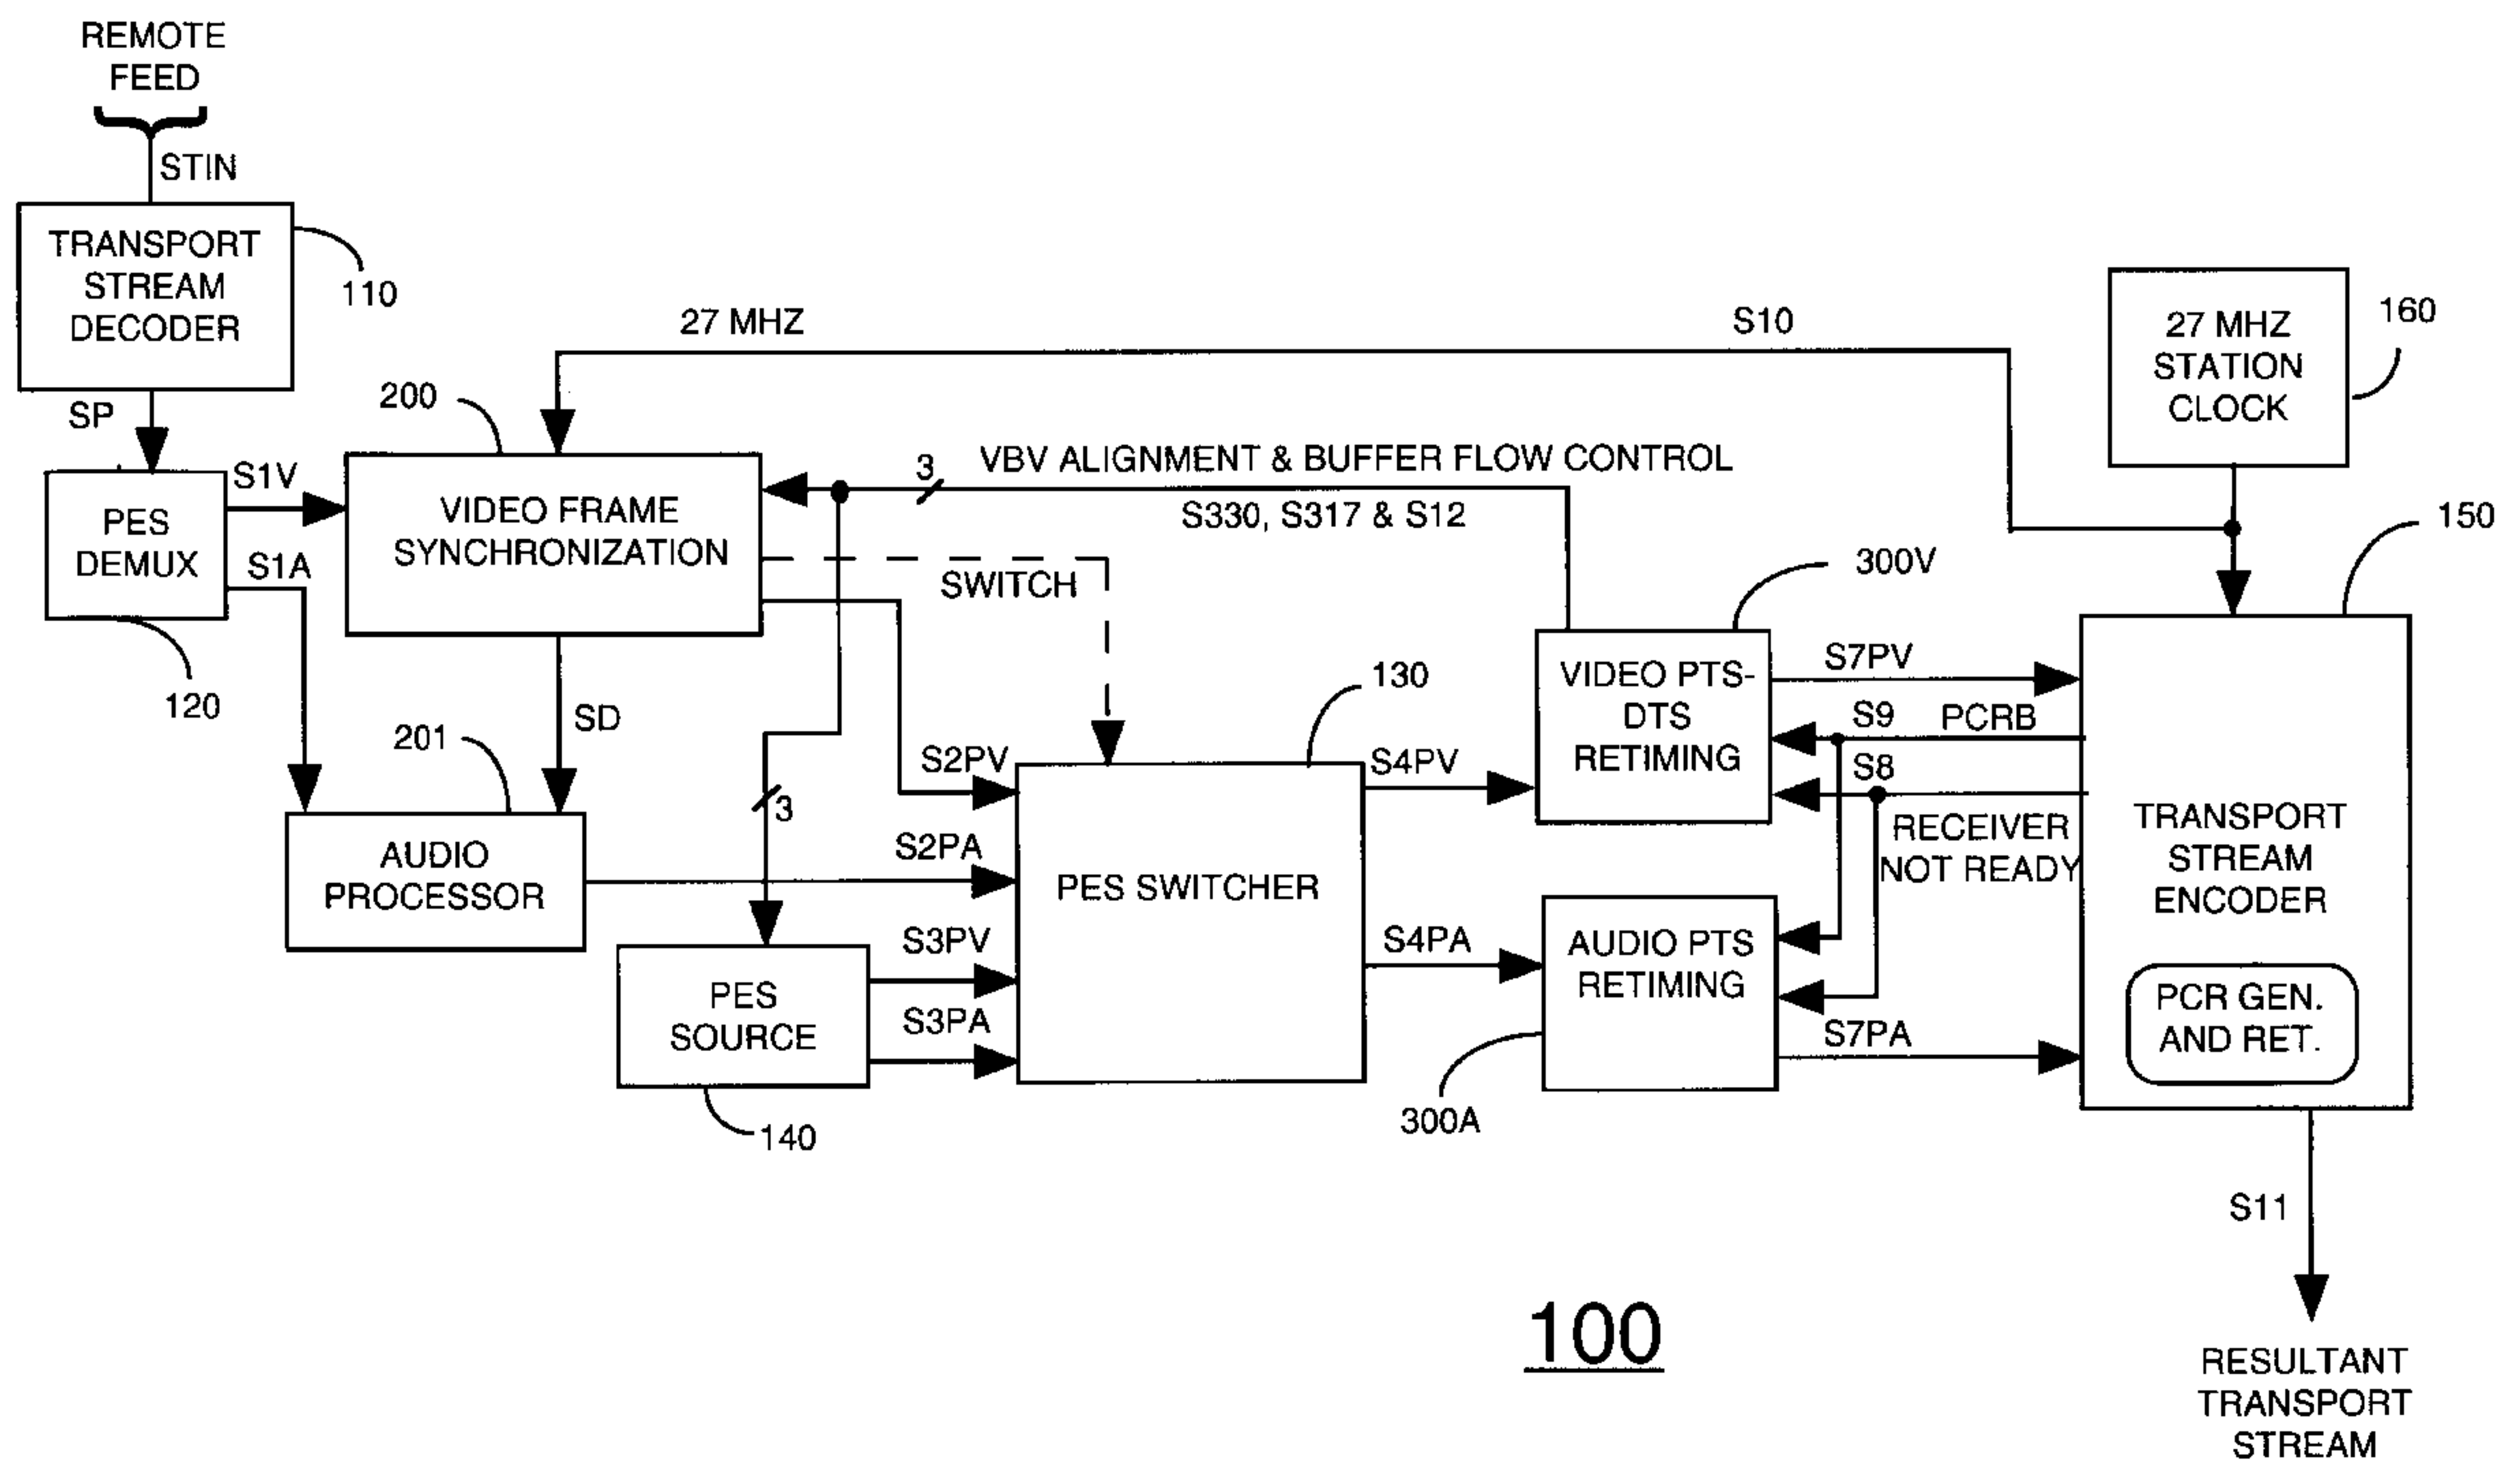 REMOTE
FEED
STIN
TRANSPORT
STREAM
DECODER
110
SP
27 MHZ
S10
27 MHZ
STATION
CLOCK
160
200
S1V
PES
DEMUX
S1A
120
VIDEO FRAME
SYNCHRONIZATION
3
VBV ALIGNMENT & BUFFER FLOW CONTROL
S330, S317 & S12
SWITCH
150
300V
SD
201
AUDIO
PROCESSOR
3
S2PV
S2PA
S3PV
S3PA
PES
SOURCE
140
130
PES SWITCHER
S4PV
S4PA
VIDEO PTS-
DTS
RETIMING
S7PV
S9
PCRB
S8
RECEIVER
NOT READY
AUDIO PTS
RETIMING
S7PA
300A
TRANSPORT
STREAM
ENCODER
PCR GEN.
AND RET.
S11
100
RESULTANT
TRANSPORT
STREAM